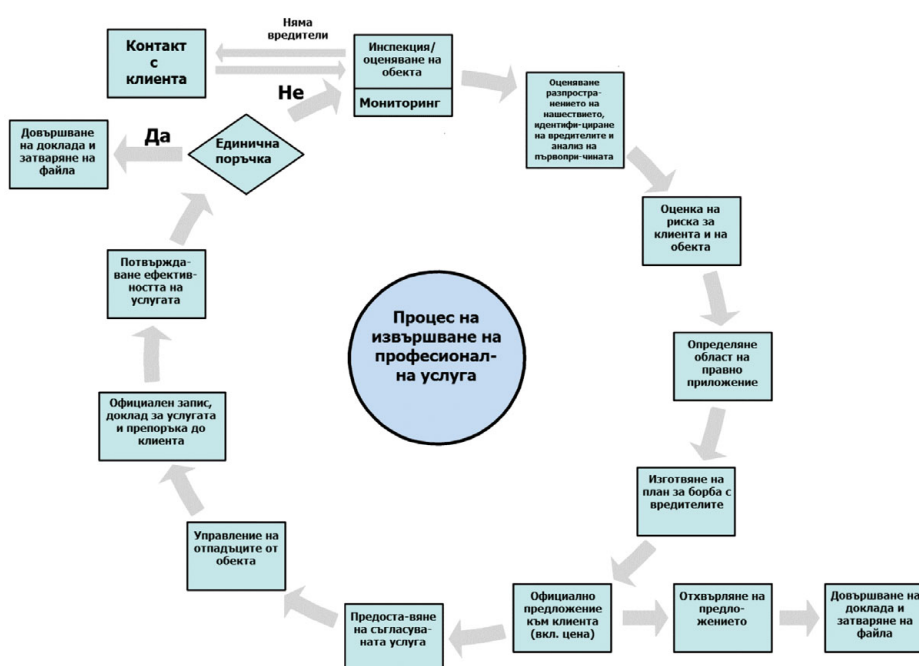 Няма
вредители
Контакт
с
клиента
Инспекция/
оценяване на
обекта
Мониторинг
Не
Да
Единична
поръчка
Довършване
на доклада и
затваряне на
файла
Оценяване
разпростра-
нението на
нашествието,
идентифи-циране
на вредителите и
анализ на
първопри-чината
Оценка на
риска за
клиента и на
обекта
Определяне
област на
правно
приложение
Изготвяне на
план за борба с
вредителите
Официално
предложение
към клиента
(вкл. цена)
Отхвърляне на
предло-
жението
Довършване на
доклада и
затваряне на
файла
Предоста-вяне
на съгласува-
ната услуга
Управление на
отпадъците от
обекта
Официален запис,
доклад за услугата
и препоръка до
клиента
Потвържда-
ване ефектив-
ността на
услугата
Процес на
извършване на
професионал-
на услуга